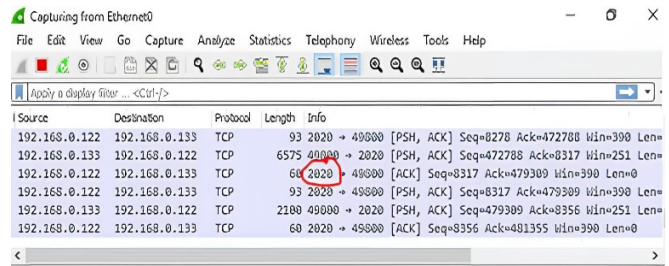 Capturing from Ethernet0
File Edit View Go Capture Analyze Statistics Telephony Wireless Tools Help
Apply a display filter ... <Ctrl-/>
Source Destination Protocol Length Info
192.168.0.122 192.168.0.133 TCP 93 2020 → 49800 [PSH, ACK] Seq=8278 Ack=472788 Win=390 Len=
192.168.0.133 192.168.0.122 TCP 6575 49800 → 2020 [PSH, ACK] Seq=472788 Ack=8317 Win=251 Len=
192.168.0.122 192.168.0.133 TCP 60 2020 → 49800 [ACK] Seq=8317 Ack=479309 Win=390 Len=0
192.168.0.122 192.168.0.133 TCP 93 2020 → 49800 [PSH, ACK] Seq=8317 Ack=479309 Win=390 Len=
192.168.0.133 192.168.0.122 TCP 2100 49800 → 2020 [PSH, ACK] Seq=479309 Ack=8356 Win=251 Len=
192.168.0.122 192.168.0.133 TCP 60 2020 → 49800 [ACK] Seq=8356 Ack=481355 Win=390 Len=0